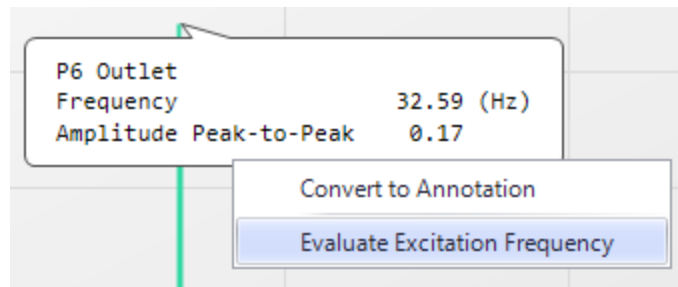 P6 Outlet
Frequency 32.59 (Hz)
Amplitude Peak-to-Peak 0.17
Convert to Annotation
Evaluate Excitation Frequency